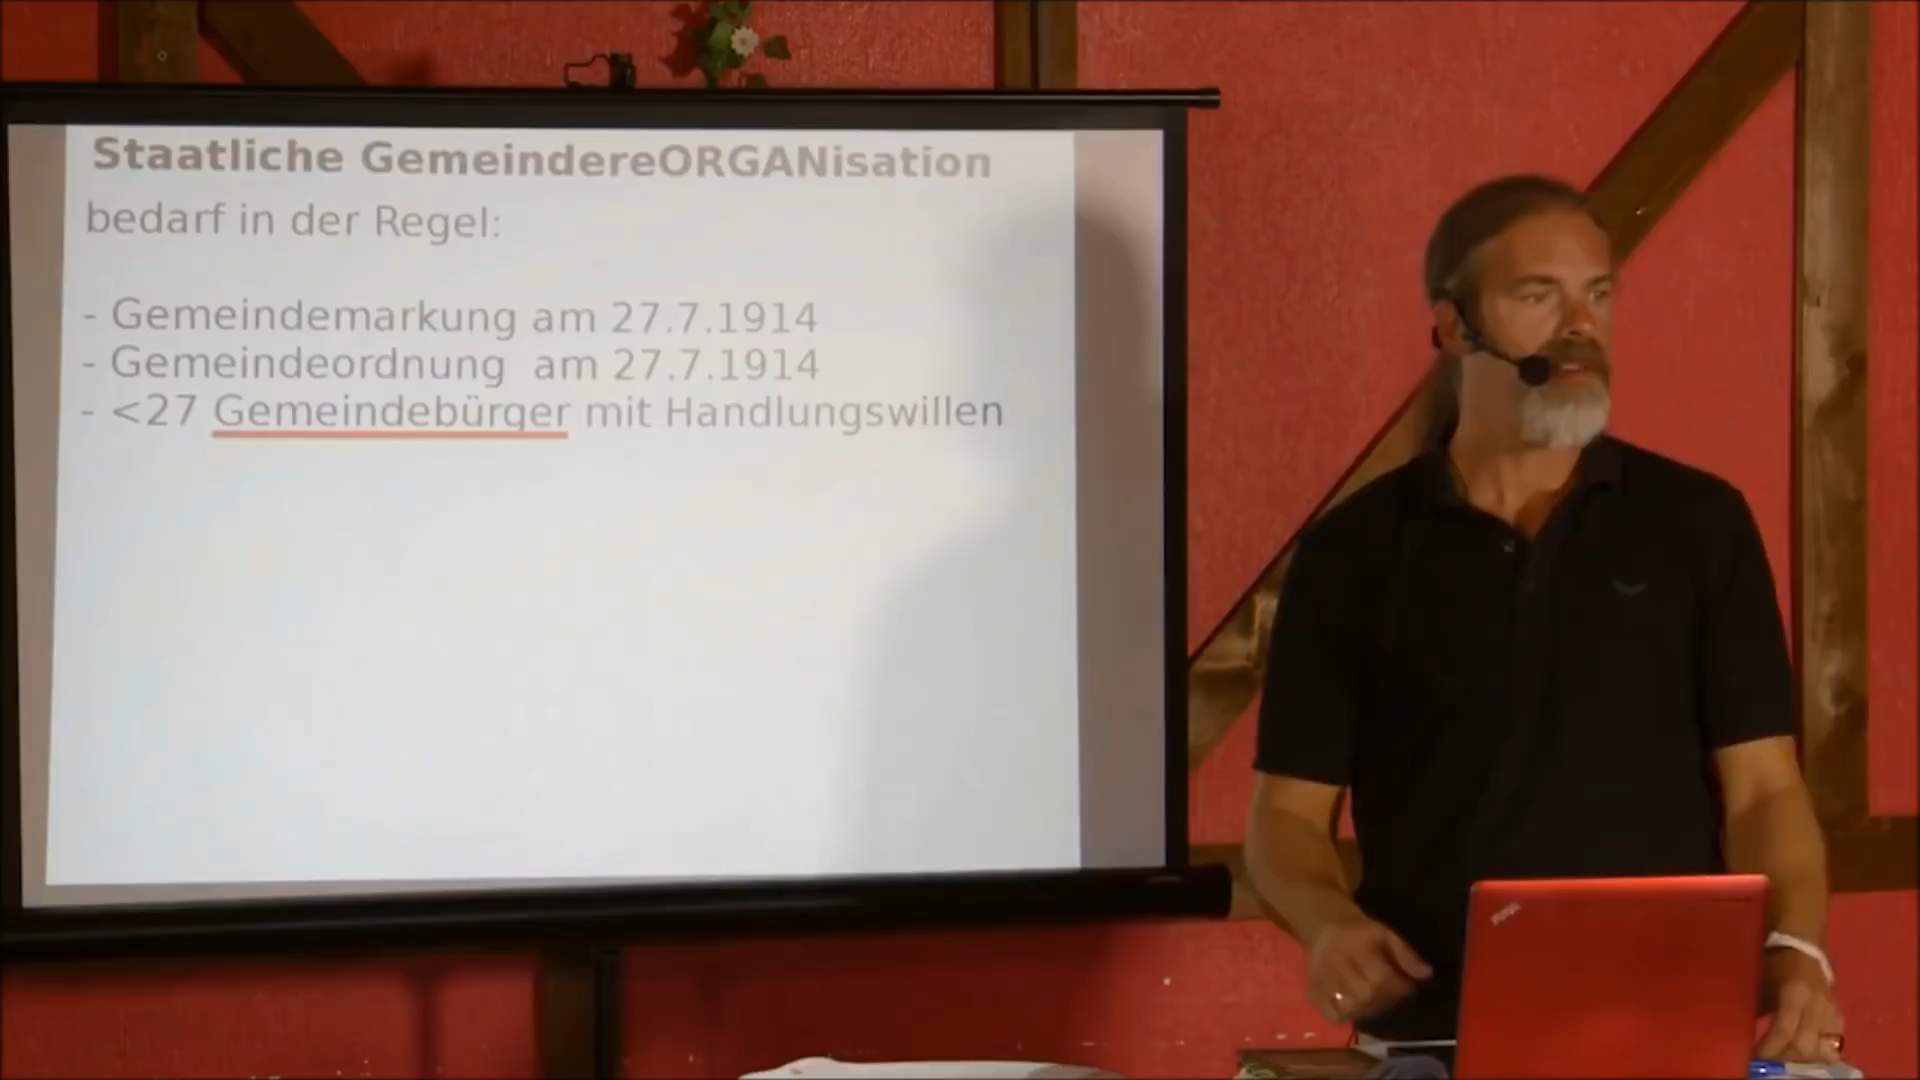 Staatliche GemeindereORGANisation
bedarf in der Regel:
- Gemeindemarkung am 27.7.1914
- Gemeindeordnung am 27.7.1914
- <27 Gemeindebürger mit Handlungswillen